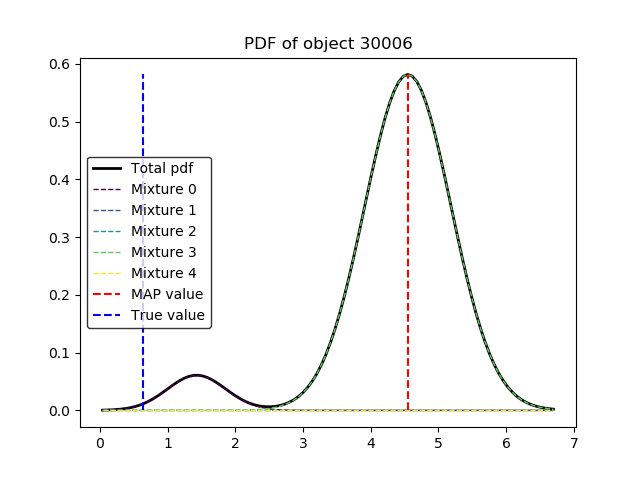 PDF of object 30006
0.6
0.5
0.4
0.3
0.2
0.1
0.0
Total pdf
Mixture 0
Mixture 1
Mixture 2
Mixture 3
Mixture 4
MAP value
True value
0 1 2 3 4 5 6 7